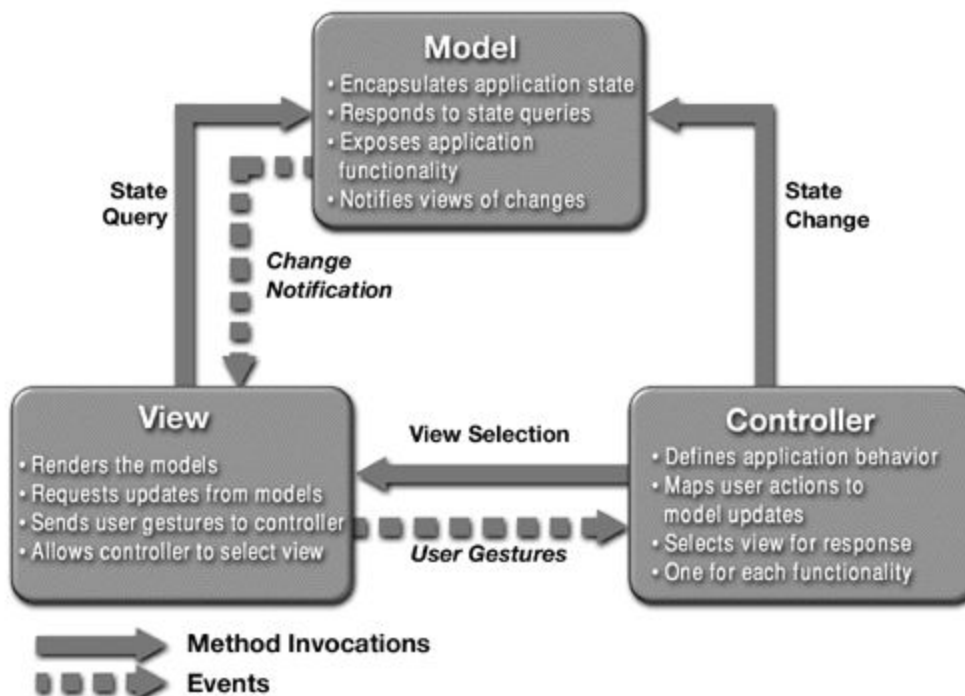 Model
• Encapsulates application state
• Responds to state queries
• Exposes application
functionality
• Notifies views of changes
State
Query
State
Change
Change
Notification
View
• Renders the models
• Requests updates from models
• Sends user gestures to controller
• Allows controller to select view
View Selection
User Gestures
Controller
• Defines application behavior
• Maps user actions to
model updates
• Selects view for response
• One for each functionality
Method Invocations
Events